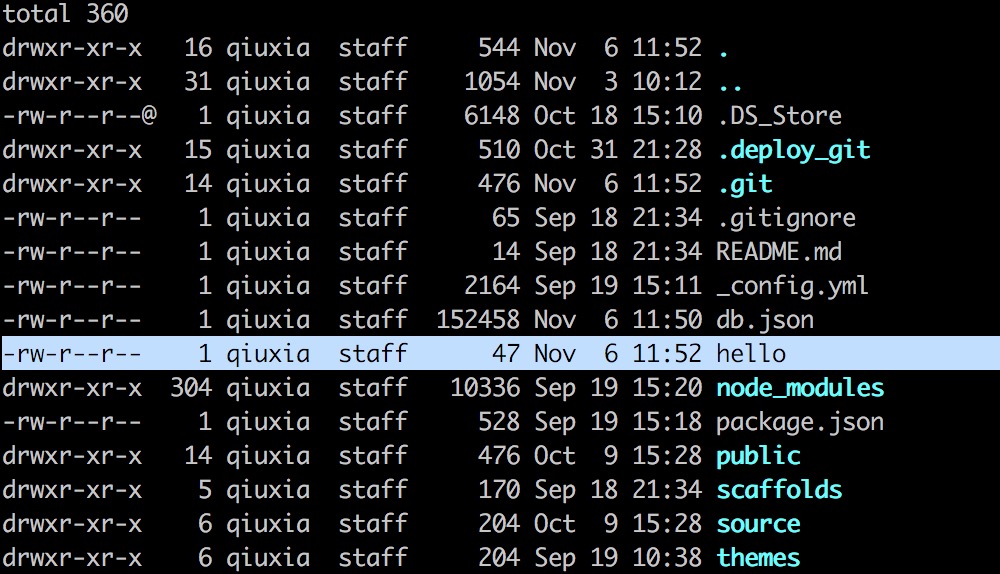 total 360
drwxr-xr-x   16 qiuxia  staff     544 Nov  6 11:52 .
drwxr-xr-x   31 qiuxia  staff    1054 Nov  3 10:12 ..
-rw-r--r--@   1 qiuxia  staff    6148 Oct 18 15:10 .DS_Store
drwxr-xr-x   15 qiuxia  staff     510 Oct 31 21:28 .deploy_git
drwxr-xr-x   14 qiuxia  staff     476 Nov  6 11:52 .git
-rw-r--r--    1 qiuxia  staff      65 Sep 18 21:34 .gitignore
-rw-r--r--    1 qiuxia  staff      14 Sep 18 21:34 README.md
-rw-r--r--    1 qiuxia  staff    2164 Sep 19 15:11 _config.yml
-rw-r--r--    1 qiuxia  staff  152458 Nov  6 11:50 db.json
-rw-r--r--    1 qiuxia  staff      47 Nov  6 11:52 hello
drwxr-xr-x  304 qiuxia  staff   10336 Sep 19 15:20 node_modules
-rw-r--r--    1 qiuxia  staff     528 Sep 19 15:18 package.json
drwxr-xr-x   14 qiuxia  staff     476 Oct  9 15:28 public
drwxr-xr-x    5 qiuxia  staff     170 Sep 18 21:34 scaffolds
drwxr-xr-x    6 qiuxia  staff     204 Oct  9 15:28 source
drwxr-xr-x    6 qiuxia  staff     204 Sep 19 10:38 themes